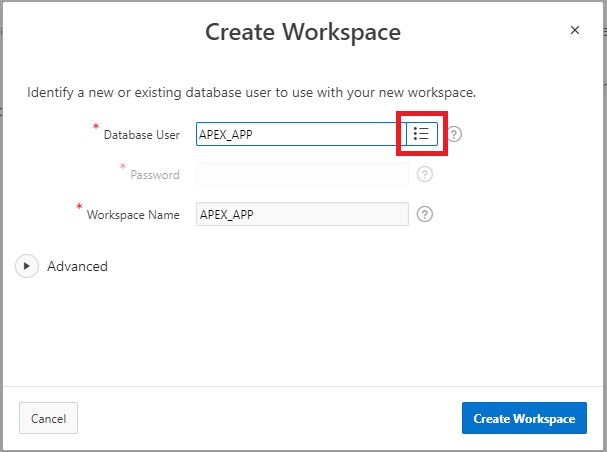 Create Workspace
Identify a new or existing database user to use with your new workspace.
* Database User APEX_APP ?
* Password ?
* Workspace Name APEX_APP ?
Advanced
Cancel Create Workspace